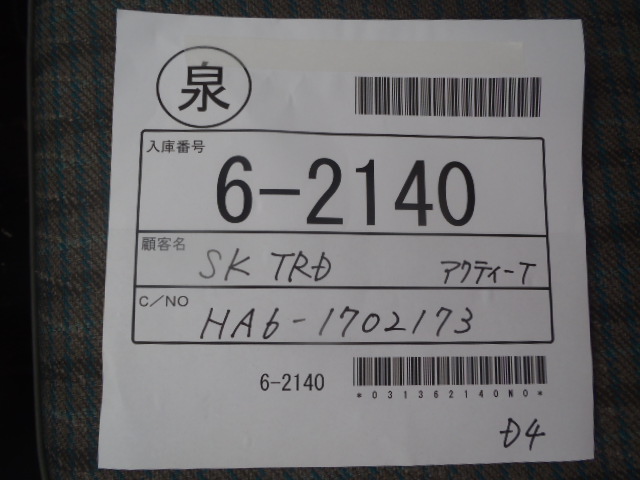 泉
入庫番号
6-2140
顧客名
SK TRD アクティーT
C/NO
HA6-1702173
6-2140
*031362140N0*
D4